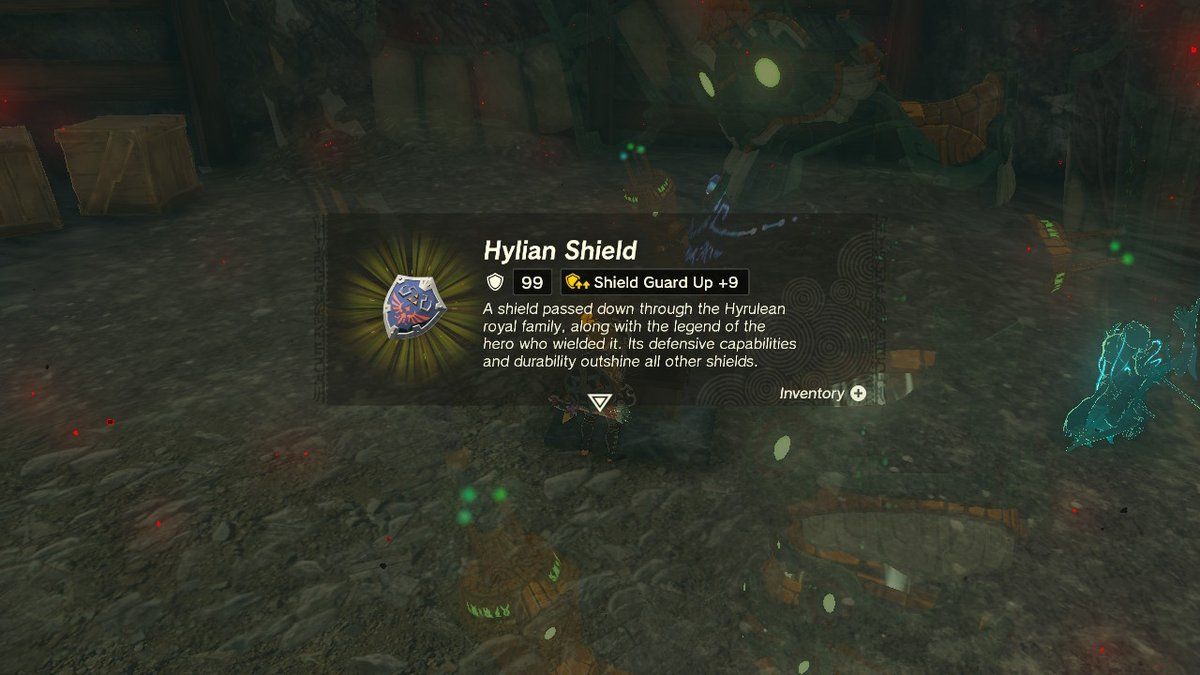 Hylian Shield
99 Shield Guard Up +9
A shield passed down through the Hyrulean
royal family, along with the legend of the
hero who wielded it. Its defensive capabilities
and durability outshine all other shields.
Inventory